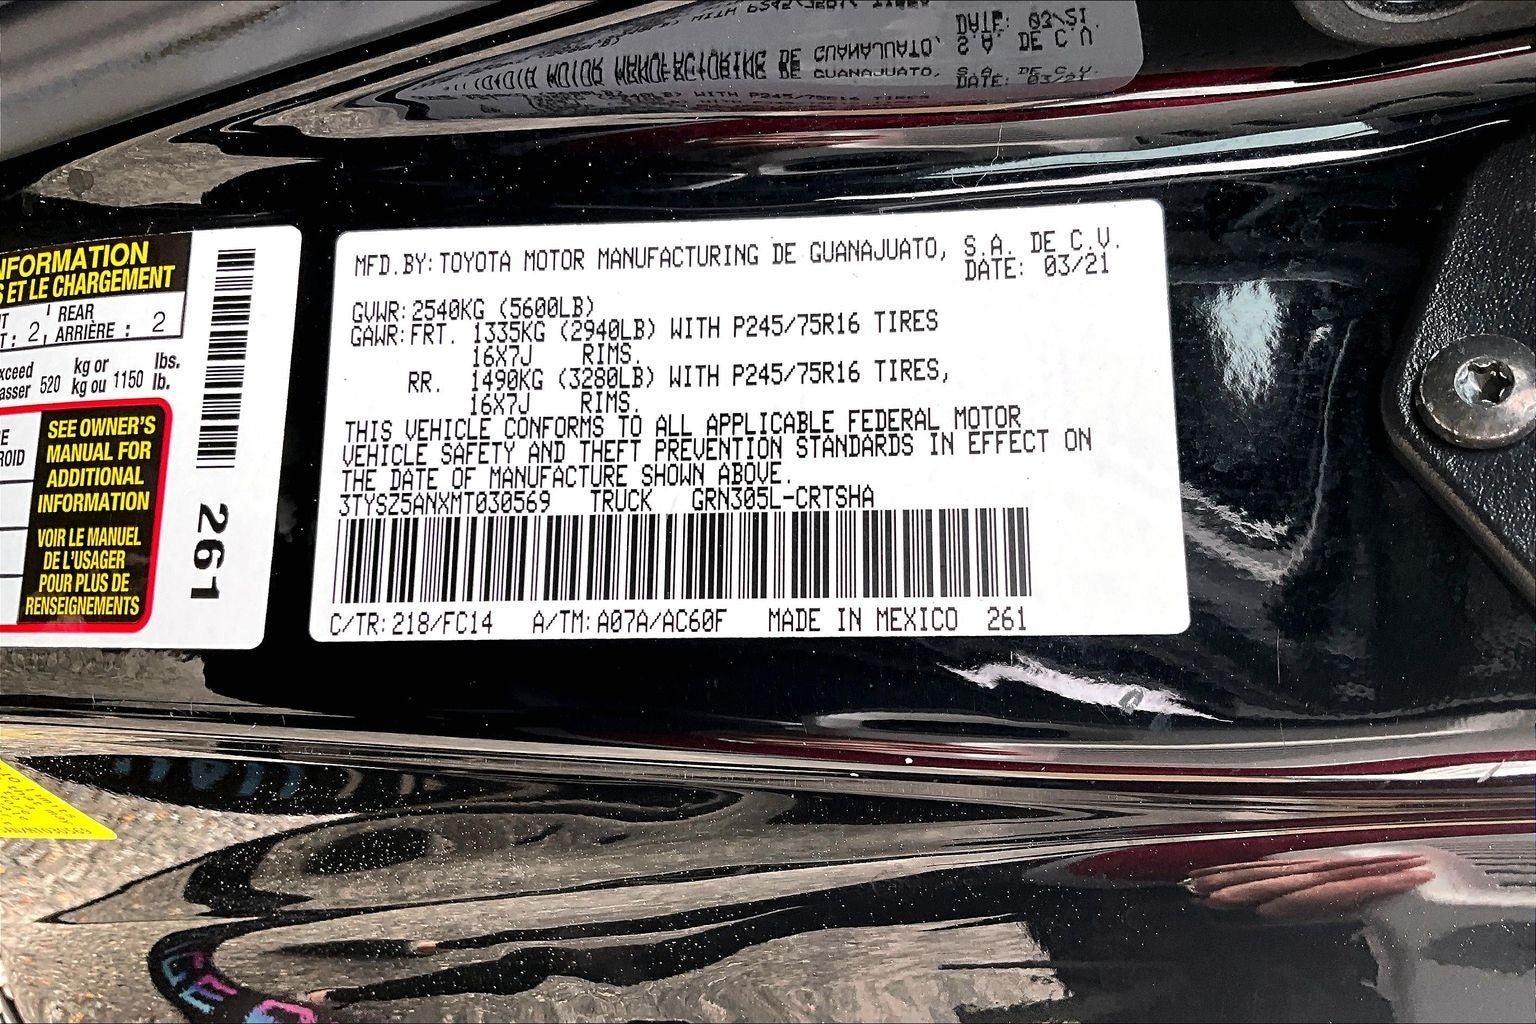 MFD.BY:TOYOTA MOTOR MANUFACTURING DE GUANAJUATO, S.A. DE C.V.
DATE: 03/21
GVWR:2540KG (5600LB)
GAWR:FRT. 1335KG (2940LB) WITH P245/75R16 TIRES
16X7J RIMS.
RR. 1490KG (3280LB) WITH P245/75R16 TIRES,
16X7J RIMS.
THIS VEHICLE CONFORMS TO ALL APPLICABLE FEDERAL MOTOR
VEHICLE SAFETY AND THEFT PREVENTION STANDARDS IN EFFECT ON
THE DATE OF MANUFACTURE SHOWN ABOVE.
3TYSZ5ANXMT030569 TRUCK GRN305L-CRTSHA
C/TR:218/FC14 A/TM:A07A/AC60F MADE IN MEXICO 261
NFORMATION
S ET LE CHARGEMENT
T REAR
T : 2, ARRIÈRE : 2
xceed kg or lbs.
asser 520 kg ou 1150 lb.
SEE OWNER'S
MANUAL FOR
ADDITIONAL
INFORMATION
VOIR LE MANUEL
DE L'USAGER
POUR PLUS DE
RENSEIGNEMENTS
261